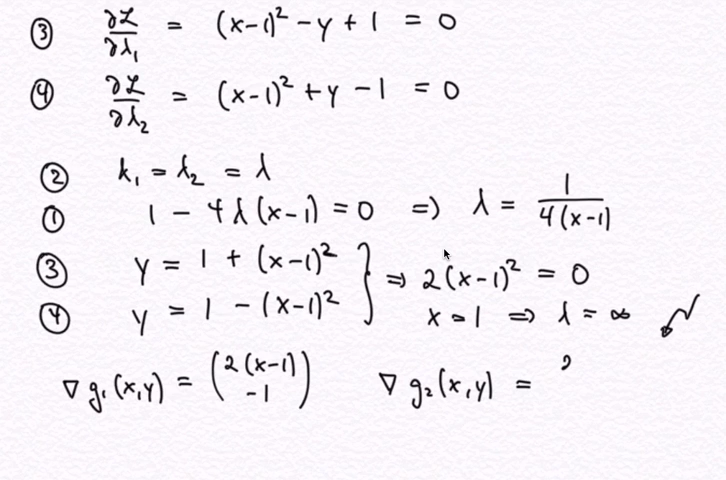 ③ ∂ℒ/∂λ₁ = (x-1)² - y + 1 = 0
④ ∂ℒ/∂λ₂ = (x-1)² + y - 1 = 0
② λ₁ = λ₂ = λ
① 1 - 4λ(x-1) = 0 ⇒ λ = 1/(4(x-1)
③ y = 1 + (x-1)² } ⇒ 2(x-1)² = 0
④ y = 1 - (x-1)² x = 1 ⇒ λ = ∞ ↯
∇g₁(x,y) = (2(x-1) -1) ∇g₂(x,y) = 2